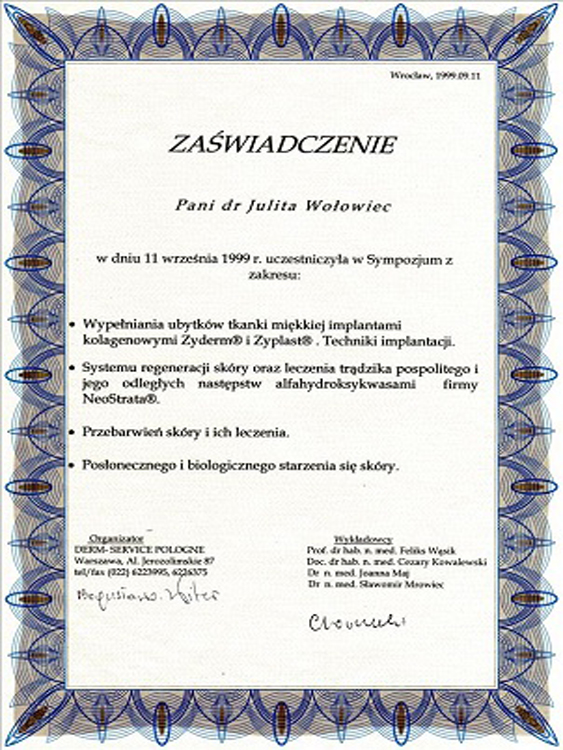 Wrocław, 1999.09.11
ZAŚWIADCZENIE
Pani dr Julita Wołowiec
w dniu 11 września 1999 r. uczestniczyła w Sympozjum z
zakresu:
• Wypełniania ubytków tkanki miękkiej implantami
kolagenowymi Zyderm® i Zyplast® . Techniki implantacji.
• Systemu regeneracji skóry oraz leczenia trądzika pospolitego i
jego odległych następstw alfahydroksykwasami firmy
NeoStrata®.
• Przebarwień skóry i ich leczenia.
• Posłonecznego i biologicznego starzenia się skóry.
Organizator
DERM- SERVICE POLOGNE
Warszawa, Al. Jerozolimskie 87
tel/fax (022) 6223995, 6226375
Wykładowcy
Prof. dr hab. n. med. Feliks Wąsik
Doc. dr hab. n. med. Cezary Kowalewski
Dr n. med. Joanna Maj
Dr n. med. Sławomir Mrowiec